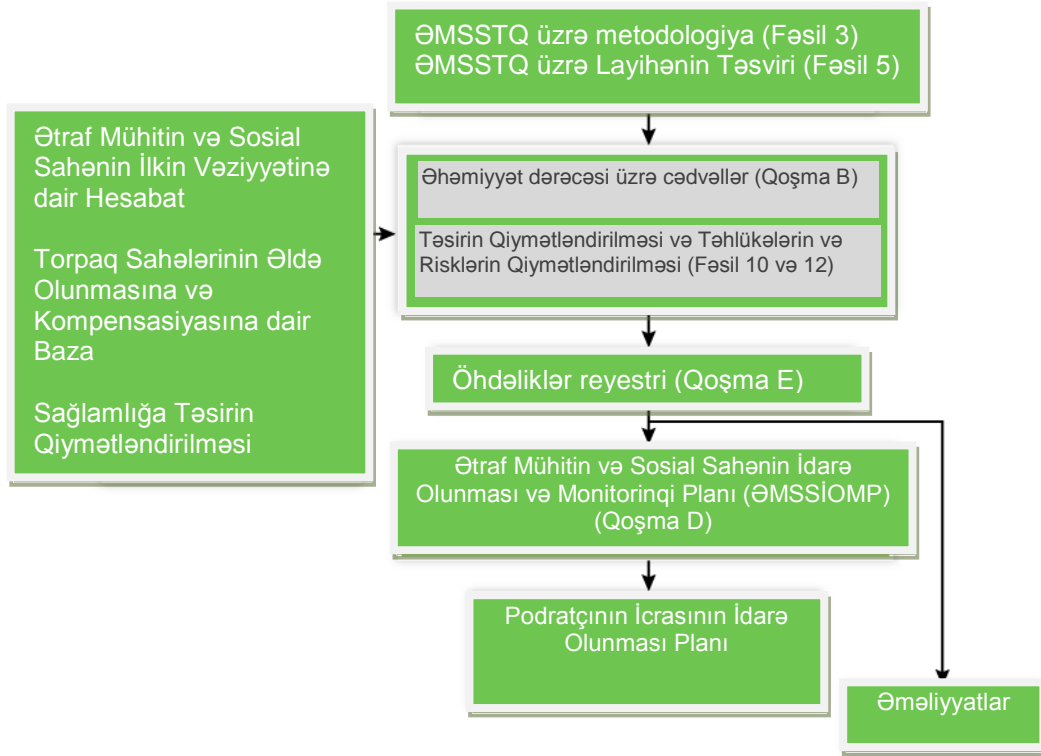 ƏMSSTQ üzrə metodologiya (Fəsil 3)
ƏMSSTQ üzrə Layihənin Təsviri (Fəsil 5)
Ətraf Mühitin və Sosial
Sahənin İlkin Vəziyyətinə
dair Hesabat
Torpaq Sahələrinin Əldə
Olunmasına və
Kompensasiyasına dair
Baza
Sağlamlığa Təsirin
Qiymətləndirilməsi
Əhəmiyyət dərəcəsi üzrə cədvəllər (Qoşma B)
Təsirin Qiymətləndirilməsi və Təhlükələrin və
Risklərin Qiymətləndirilməsi (Fəsil 10 və 12)
Öhdəliklər reyestri (Qoşma E)
Ətraf Mühitin və Sosial Sahənin İdarə
Olunması və Monitorinqi Planı (ƏMSSİOMP)
(Qoşma D)
Podratçının İcrasının İdarə
Olunması Planı
Əməliyyatlar